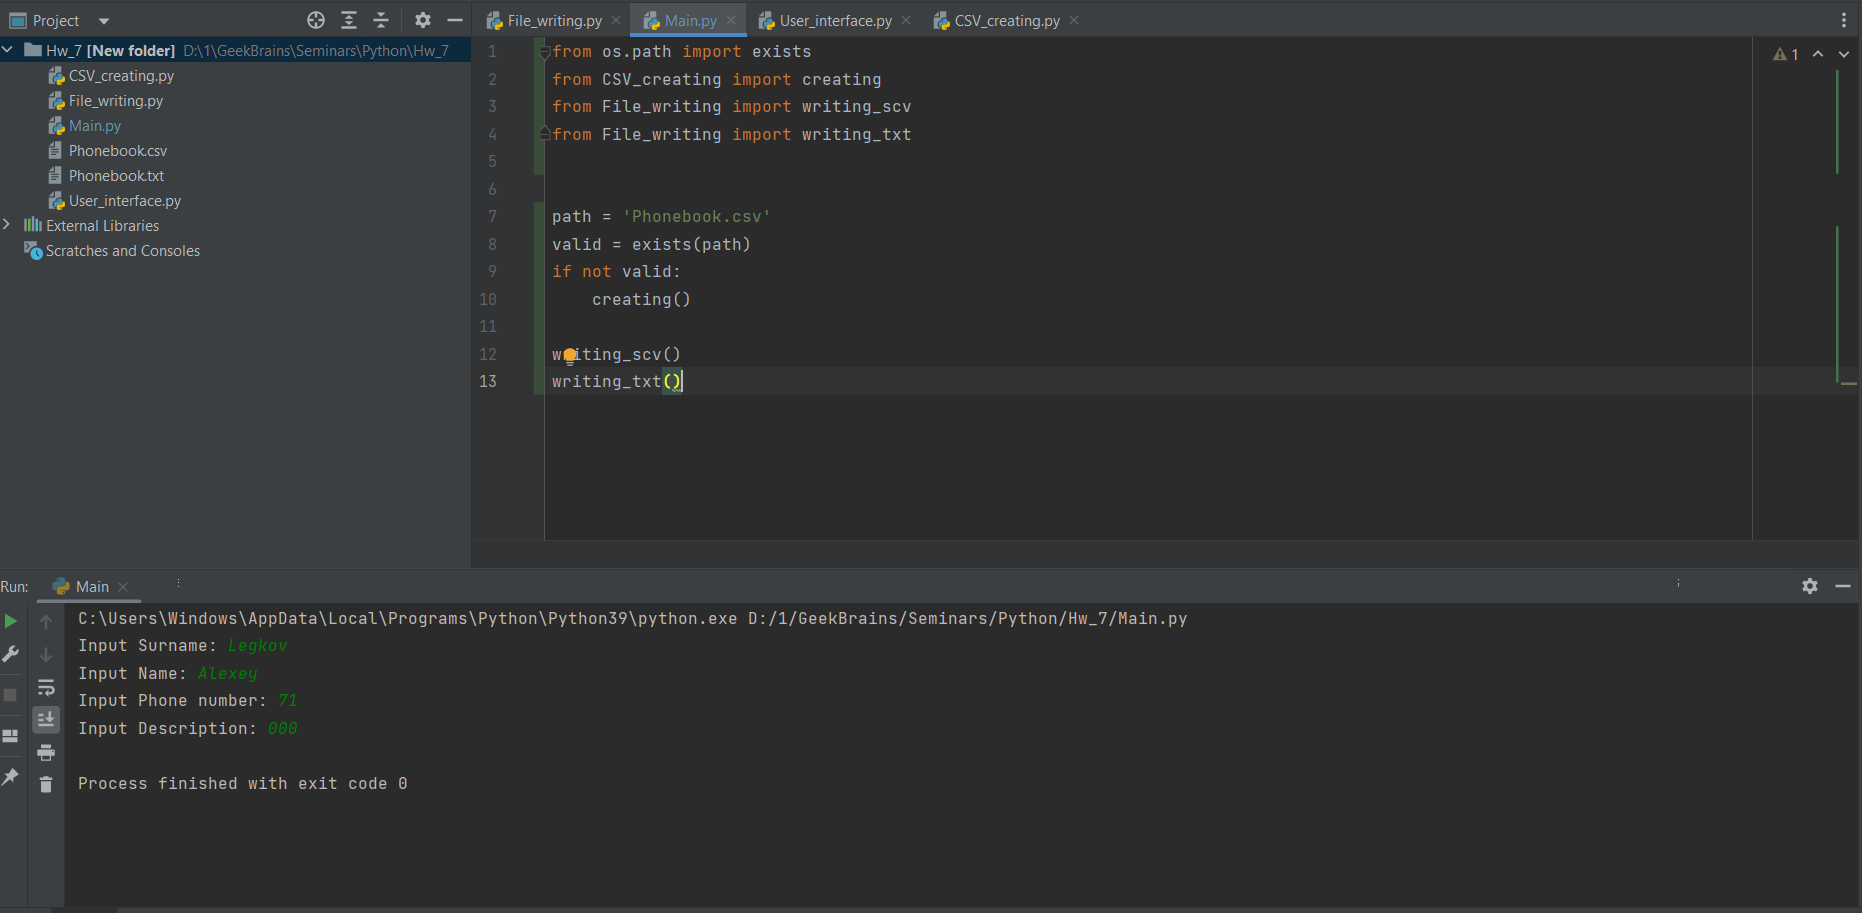 Project
File_writing.py
Main.py
User_interface.py
CSV_creating.py
Hw_7 [New folder] D:\1\GeekBrains\Seminars\Python\Hw_7
CSV_creating.py
File_writing.py
Main.py
Phonebook.csv
Phonebook.txt
User_interface.py
External Libraries
Scratches and Consoles
1 from os.path import exists
2 from CSV_creating import creating
3 from File_writing import writing_scv
4 from File_writing import writing_txt
5
6
7 path = 'Phonebook.csv'
8 valid = exists(path)
9 if not valid:
10 creating()
11
12 writing_scv()
13 writing_txt()
1
Run: Main
C:\Users\Windows\AppData\Local\Programs\Python\Python39\python.exe D:/1/GeekBrains/Seminars/Python/Hw_7/Main.py
Input Surname: Legkov
Input Name: Alexey
Input Phone number: 71
Input Description: 000
Process finished with exit code 0